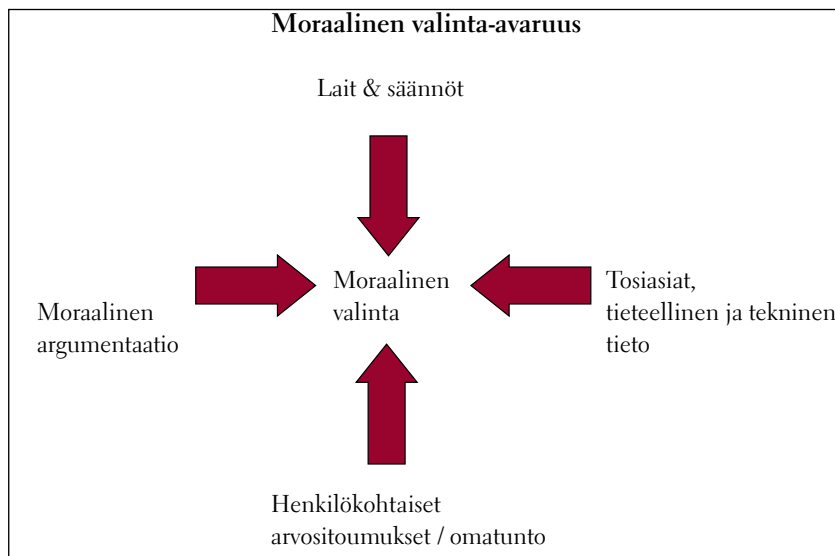 Moraalinen valinta-avaruus
Lait & säännöt
Moraalinen
valinta
Tosiasiat,
tieteellinen ja tekninen
tieto
Moraalinen
argumentaatio
Henkilökohtaiset
arvositoumukset / omatunto